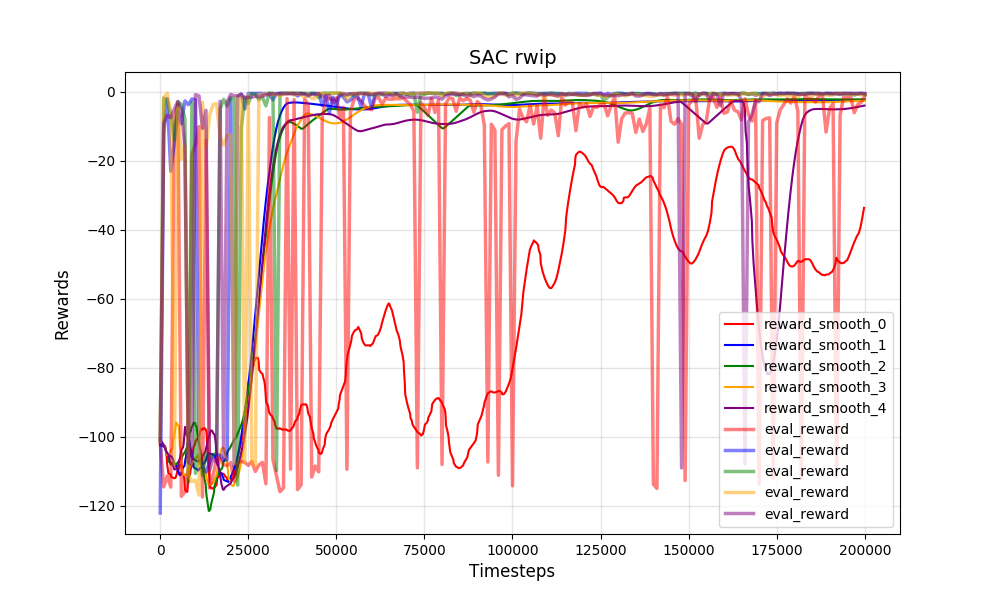 SAC rwip
Rewards
0
−20
−40
−60
−80
−100
−120
reward_smooth_0
reward_smooth_1
reward_smooth_2
reward_smooth_3
reward_smooth_4
eval_reward
eval_reward
eval_reward
eval_reward
eval_reward
0 25000 50000 75000 100000 125000 150000 175000 200000
Timesteps